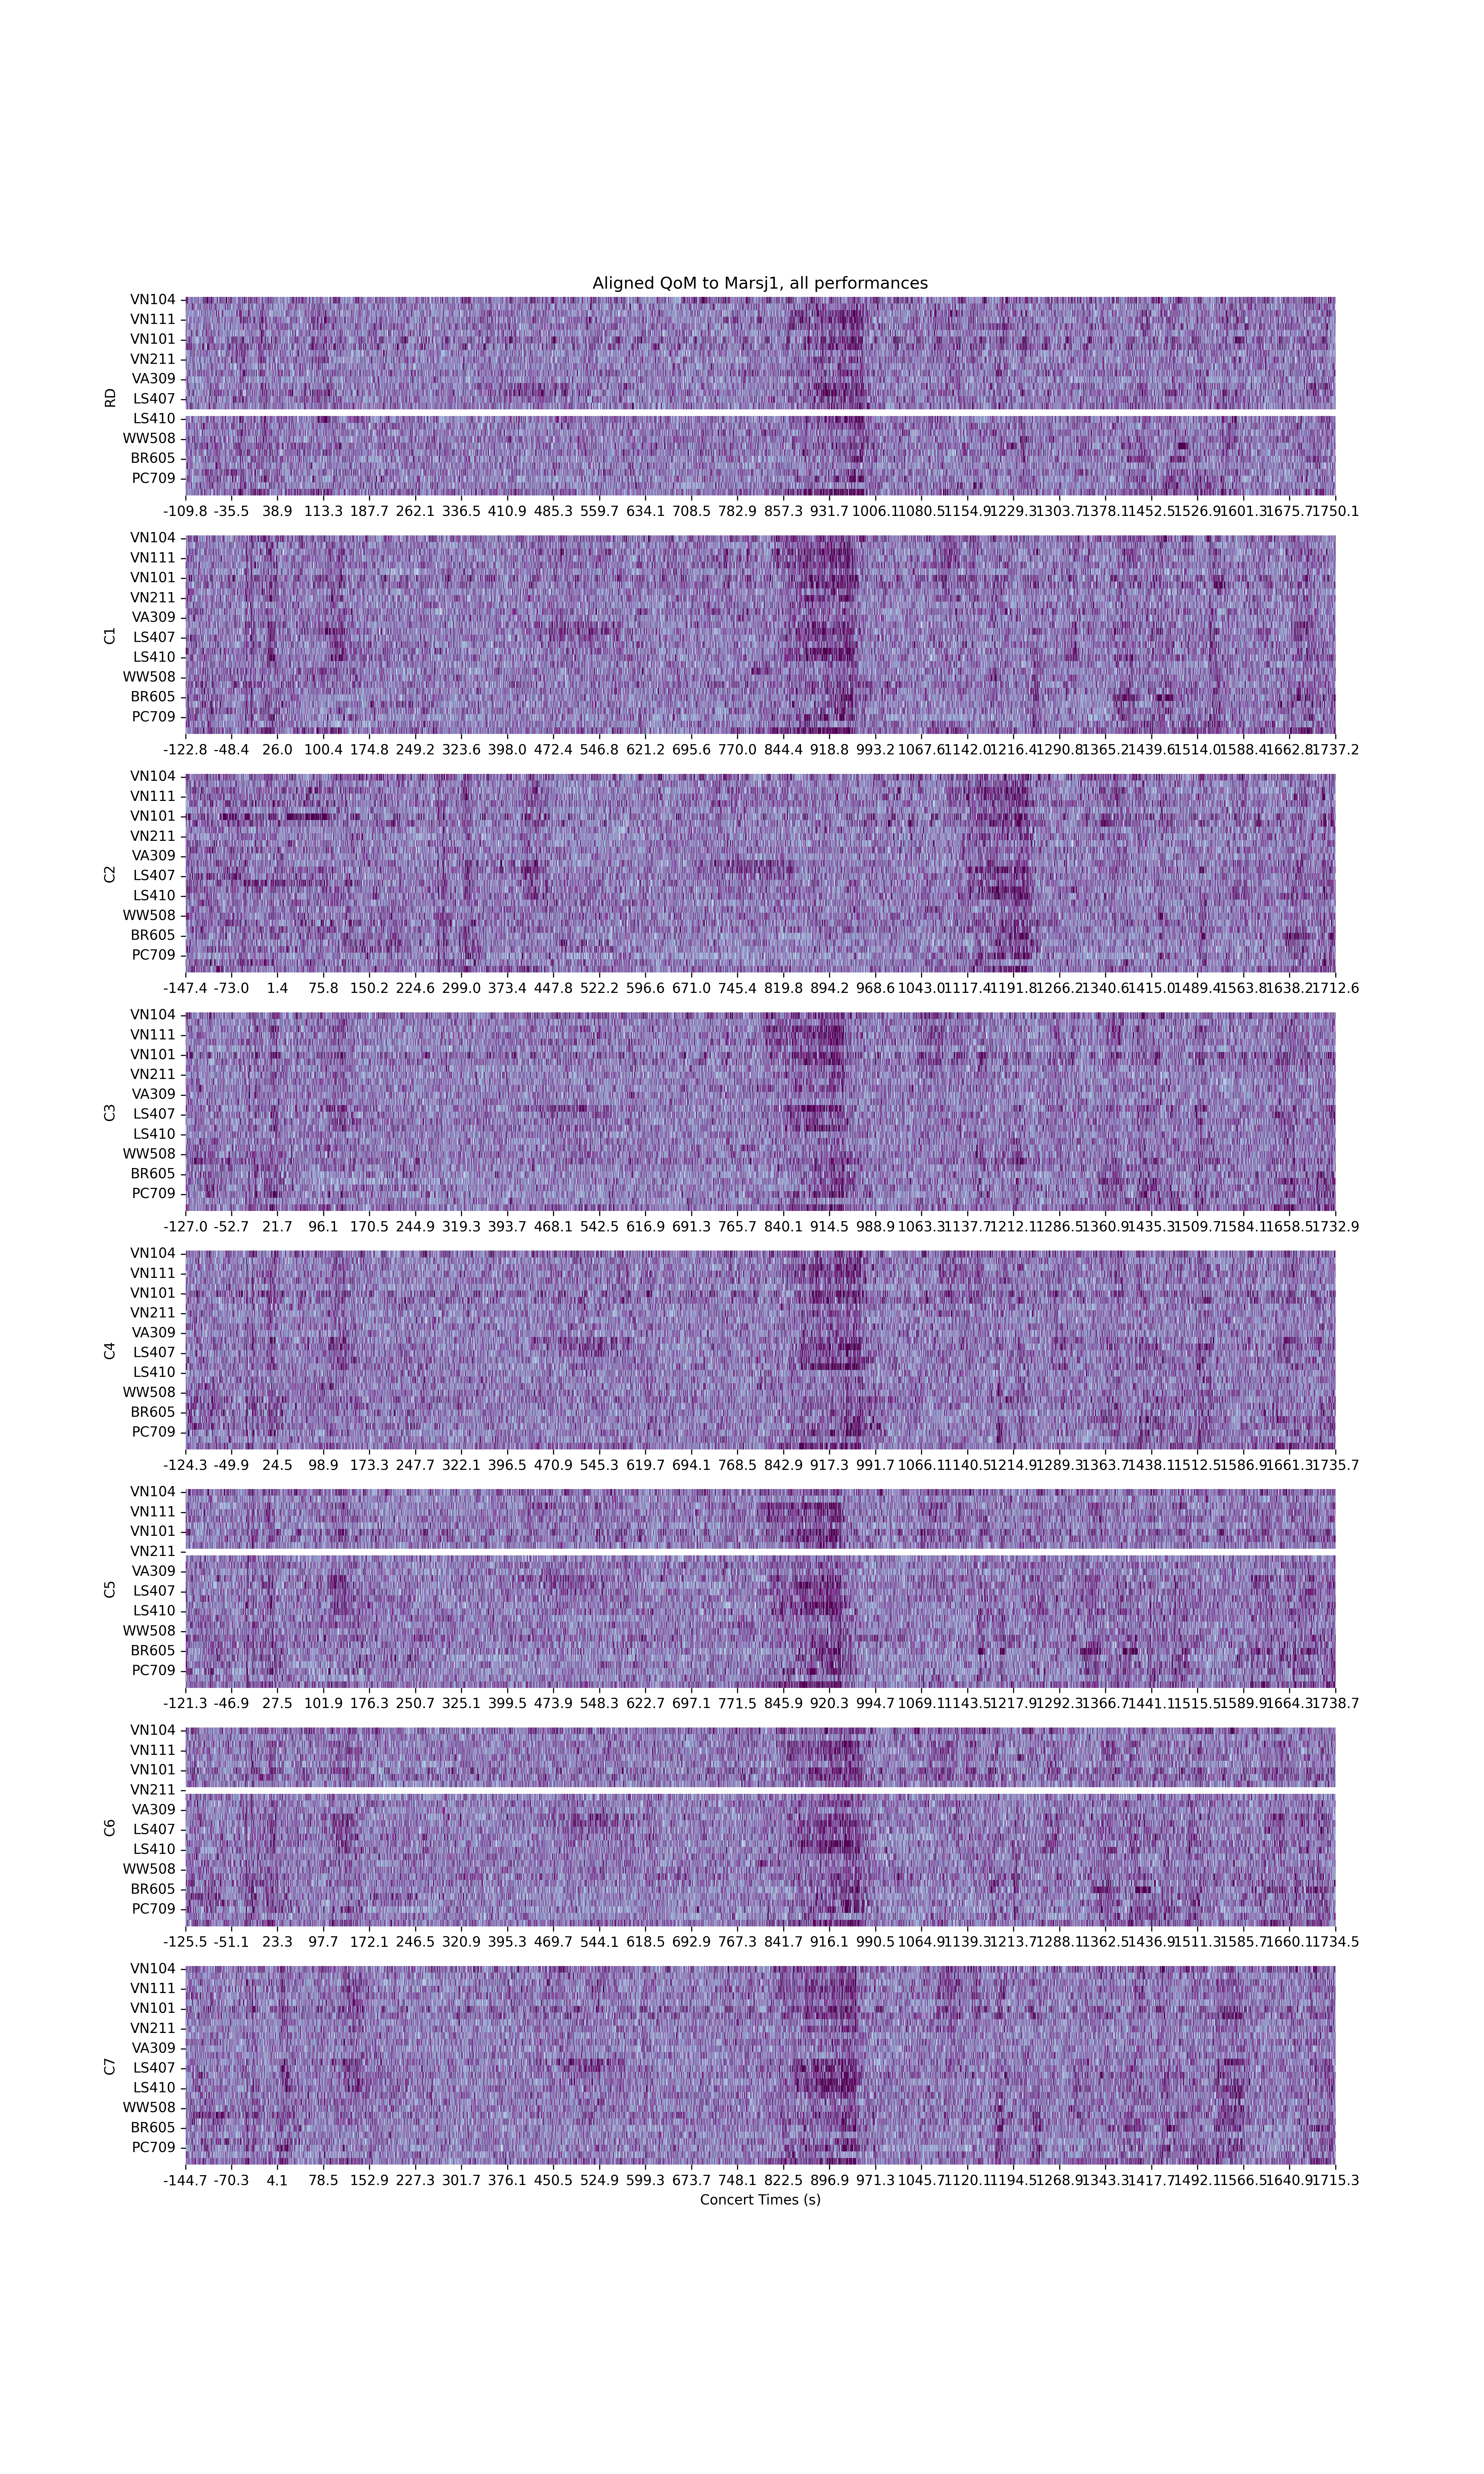 Aligned QoM to Marsj1, all performances
RD
VN104
VN111
VN101
VN211
VA309
LS407
LS410
WW508
BR605
PC709
-109.8 -35.5 38.9 113.3 187.7 262.1 336.5 410.9 485.3 559.7 634.1 708.5 782.9 857.3 931.7 1006.1 1080.5 1154.9 1229.3 1303.7 1378.1 1452.5 1526.9 1601.3 1675.7 1750.1
C1
VN104
VN111
VN101
VN211
VA309
LS407
LS410
WW508
BR605
PC709
-122.8 -48.4 26.0 100.4 174.8 249.2 323.6 398.0 472.4 546.8 621.2 695.6 770.0 844.4 918.8 993.2 1067.6 1142.0 1216.4 1290.8 1365.2 1439.6 1514.0 1588.4 1662.8 1737.2
C2
VN104
VN111
VN101
VN211
VA309
LS407
LS410
WW508
BR605
PC709
-147.4 -73.0 1.4 75.8 150.2 224.6 299.0 373.4 447.8 522.2 596.6 671.0 745.4 819.8 894.2 968.6 1043.0 1117.4 1191.8 1266.2 1340.6 1415.0 1489.4 1563.8 1638.2 1712.6
C3
VN104
VN111
VN101
VN211
VA309
LS407
LS410
WW508
BR605
PC709
-127.0 -52.7 21.7 96.1 170.5 244.9 319.3 393.7 468.1 542.5 616.9 691.3 765.7 840.1 914.5 988.9 1063.3 1137.7 1212.1 1286.5 1360.9 1435.3 1509.7 1584.1 1658.5 1732.9
C4
VN104
VN111
VN101
VN211
VA309
LS407
LS410
WW508
BR605
PC709
-124.3 -49.9 24.5 98.9 173.3 247.7 322.1 396.5 470.9 545.3 619.7 694.1 768.5 842.9 917.3 991.7 1066.1 1140.5 1214.9 1289.3 1363.7 1438.1 1512.5 1586.9 1661.3 1735.7
C5
VN104
VN111
VN101
VN211
VA309
LS407
LS410
WW508
BR605
PC709
-121.3 -46.9 27.5 101.9 176.3 250.7 325.1 399.5 473.9 548.3 622.7 697.1 771.5 845.9 920.3 994.7 1069.1 1143.5 1217.9 1292.3 1366.7 1441.1 1515.5 1589.9 1664.3 1738.7
C6
VN104
VN111
VN101
VN211
VA309
LS407
LS410
WW508
BR605
PC709
-125.5 -51.1 23.3 97.7 172.1 246.5 320.9 395.3 469.7 544.1 618.5 692.9 767.3 841.7 916.1 990.5 1064.9 1139.3 1213.7 1288.1 1362.5 1436.9 1511.3 1585.7 1660.1 1734.5
C7
VN104
VN111
VN101
VN211
VA309
LS407
LS410
WW508
BR605
PC709
-144.7 -70.3 4.1 78.5 152.9 227.3 301.7 376.1 450.5 524.9 599.3 673.7 748.1 822.5 896.9 971.3 1045.7 1120.1 1194.5 1268.9 1343.3 1417.7 1492.1 1566.5 1640.9 1715.3
Concert Times (s)